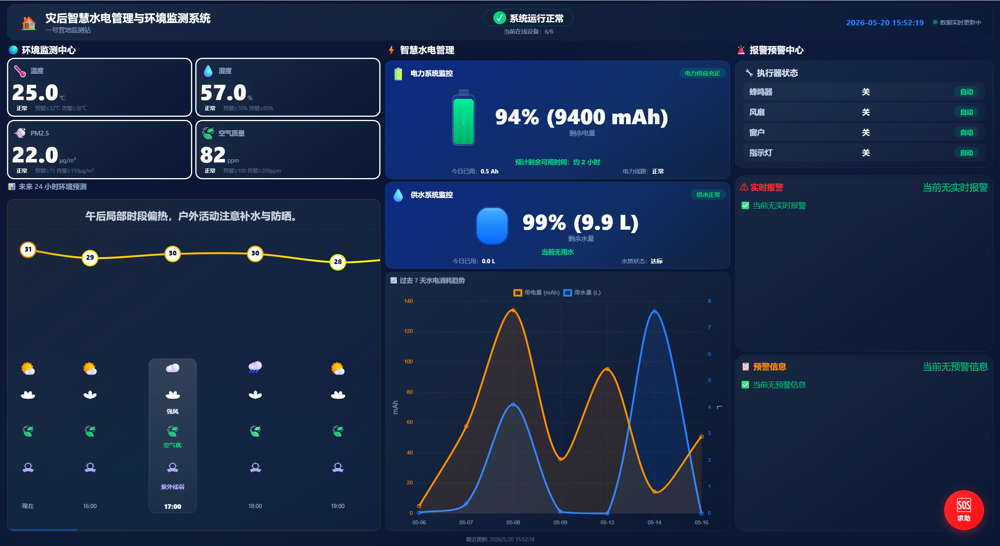 灾后智慧水电管理与环境监测系统
一号营地监测站
系统运行正常
当前在线设备：6/6
2026-05-20 15:52:19 数据实时更新中
环境监测中心
温度
25.0 ℃
正常 预警≥32℃ 告警≥38℃
湿度
57.0 %
正常 预警≥70% 告警≥85%
PM2.5
22.0 μg/m³
正常 预警≥75 告警≥150μg/m³
空气质量
82 ppm
正常 预警≥100 告警≥200ppm
未来 24 小时环境预测
午后局部时段偏热，户外活动注意补水与防晒。
31 29 30 30 28
强风
空气优
紫外线弱
现在 16:00 17:00 18:00 19:00
智慧水电管理
电力系统监控 电力供应充足
94% (9400 mAh)
剩余电量
预计剩余可用时间：约 2 小时
今日已用：0.5 Ah 电力线路：正常
供水系统监控 供水正常
99% (9.9 L)
剩余水量
当前无用水
今日已用：0.0 L 水质状态：达标
过去 7 天水电消耗趋势
用电量 (mAh) 用水量 (L)
140 8
7
120
6
100
5
80
mAh 4 L
60 3
40
2
20 1
0 0
05-06 05-07 05-08 05-09 05-13 05-14 05-16
报警预警中心
执行器状态
蜂鸣器 关 自动
风扇 关 自动
窗户 关 自动
指示灯 关 自动
实时报警 当前无实时报警
当前无实时报警
预警信息 当前无预警信息
当前无预警信息
SOS
求助
最近更新: 2026/5/20 15:52:18